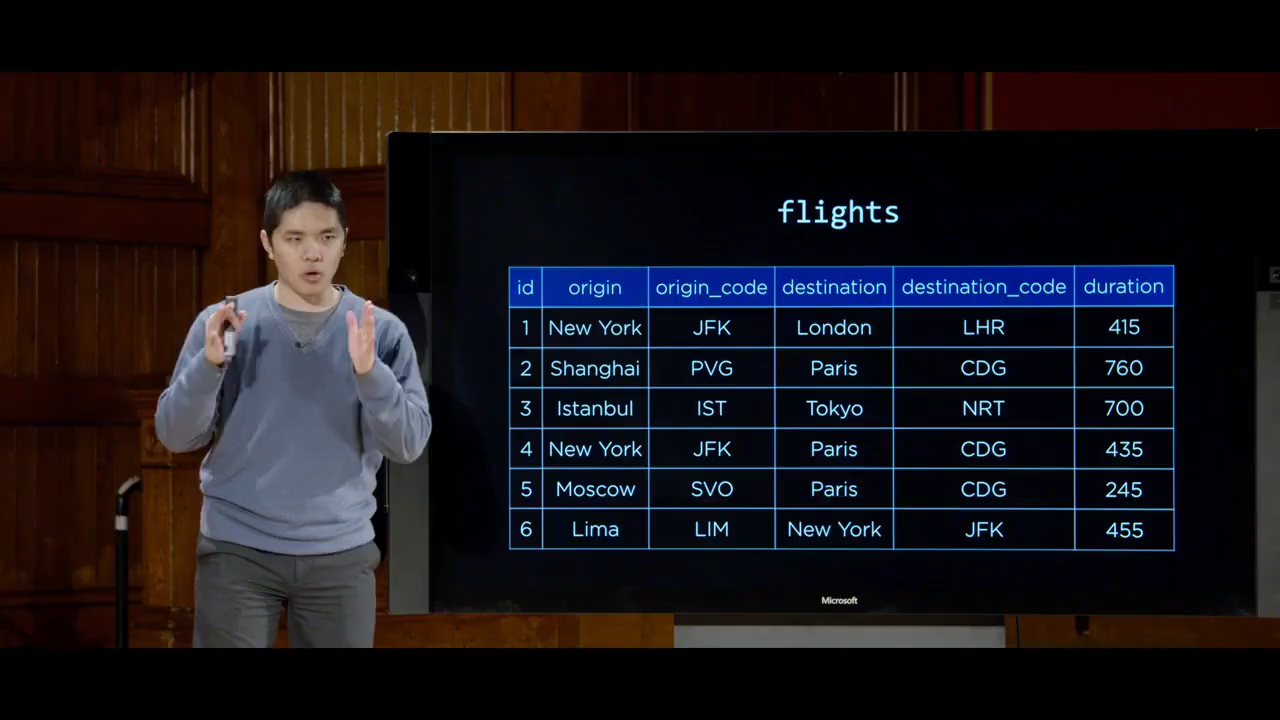 flights
id origin origin_code destination destination_code duration
1 New York JFK London LHR 415
2 Shanghai PVG Paris CDG 760
3 Istanbul IST Tokyo NRT 700
4 New York JFK Paris CDG 435
5 Moscow SVO Paris CDG 245
6 Lima LIM New York JFK 455
Microsoft